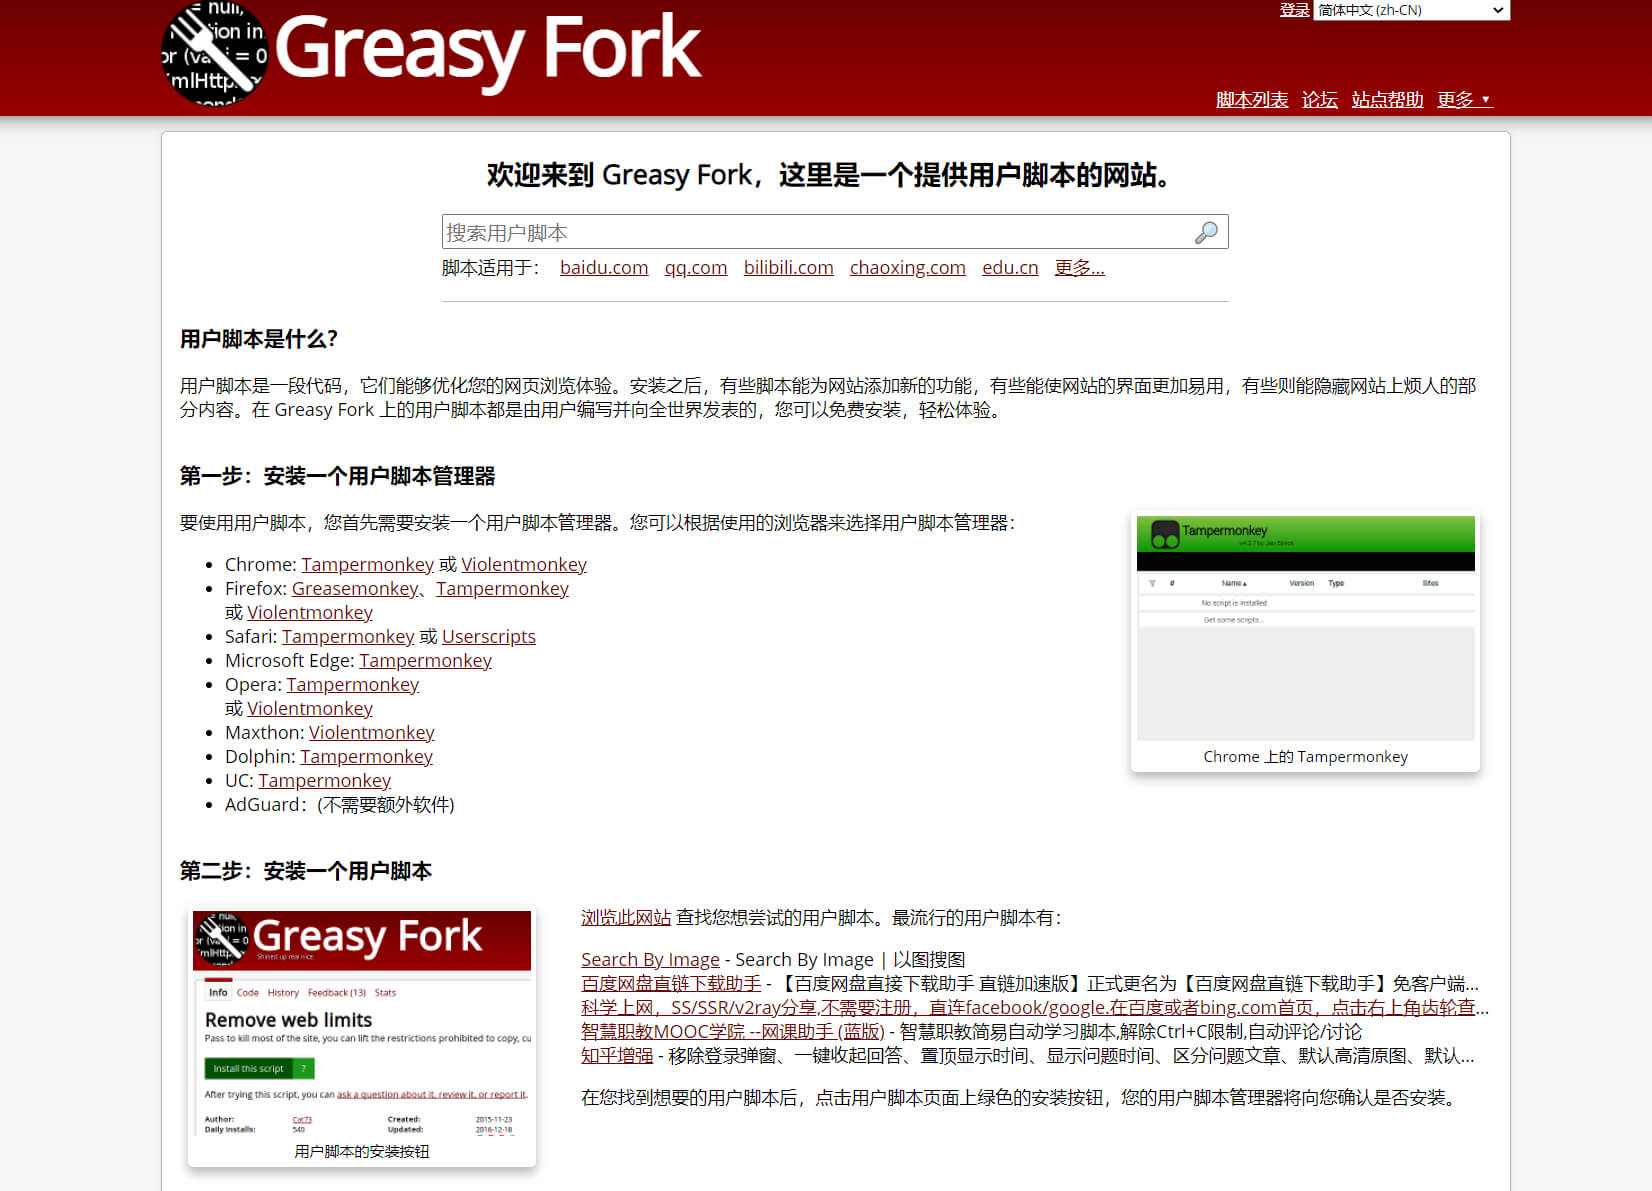 null,
ion in
or (va i = 0
mlHttp
Greasy Fork
登录
简体中文 (zh-CN)
脚本列表 论坛 站点帮助 更多 ▼
欢迎来到 Greasy Fork，这里是一个提供用户脚本的网站。
搜索用户脚本
脚本适用于： baidu.com qq.com bilibili.com chaoxing.com edu.cn 更多...
用户脚本是什么？
用户脚本是一段代码，它们能够优化您的网页浏览体验。安装之后，有些脚本能为网站添加新的功能，有些能使网站的界面更加易用，有些则能隐藏网站上烦人的部
分内容。在 Greasy Fork 上的用户脚本都是由用户编写并向全世界发表的，您可以免费安装，轻松体验。
第一步：安装一个用户脚本管理器
要使用用户脚本，您首先需要安装一个用户脚本管理器。您可以根据使用的浏览器来选择用户脚本管理器：
Chrome: Tampermonkey 或 Violentmonkey
Firefox: Greasemonkey、Tampermonkey
或 Violentmonkey
Safari: Tampermonkey 或 Userscripts
Microsoft Edge: Tampermonkey
Opera: Tampermonkey
或 Violentmonkey
Maxthon: Violentmonkey
Dolphin: Tampermonkey
UC: Tampermonkey
AdGuard：(不需要额外软件)
Tampermonkey
# Name▲ Version Type Sites
No script is installed
Get some scripts...
Chrome 上的 Tampermonkey
第二步：安装一个用户脚本
null,
ion in
or (va = 0
mlHttp
Greasy Fork
Shined up real nice.
Info Code History Feedback (13) Stats
Remove web limits
Pass to kill most of the site, you can lift the restrictions prohibited to copy, cu
Install this script ?
After trying this script, you can ask a question about it, review it, or report it.
Author: Cat73 Created: 2015-11-23
Daily installs: 540 Updated: 2016-12-18
用户脚本的安装按钮
浏览此网站 查找您想尝试的用户脚本。最流行的用户脚本有：
Search By Image - Search By Image | 以图搜图
百度网盘直链下载助手 - 【百度网盘直接下载助手 直链加速版】正式更名为【百度网盘直链下载助手】免客户端...
科学上网，SS/SSR/v2ray分享,不需要注册，直连facebook/google.在百度或者bing.com首页，点击右上角齿轮查...
智慧职教MOOC学院 --网课助手 (蓝版) - 智慧职教简易自动学习脚本,解除Ctrl+C限制,自动评论/讨论
知乎增强 - 移除登录弹窗、一键收起回答、置顶显示时间、显示问题时间、区分问题文章、默认高清原图、默认...
在您找到想要的用户脚本后，点击用户脚本页面上绿色的安装按钮，您的用户脚本管理器将向您确认是否安装。